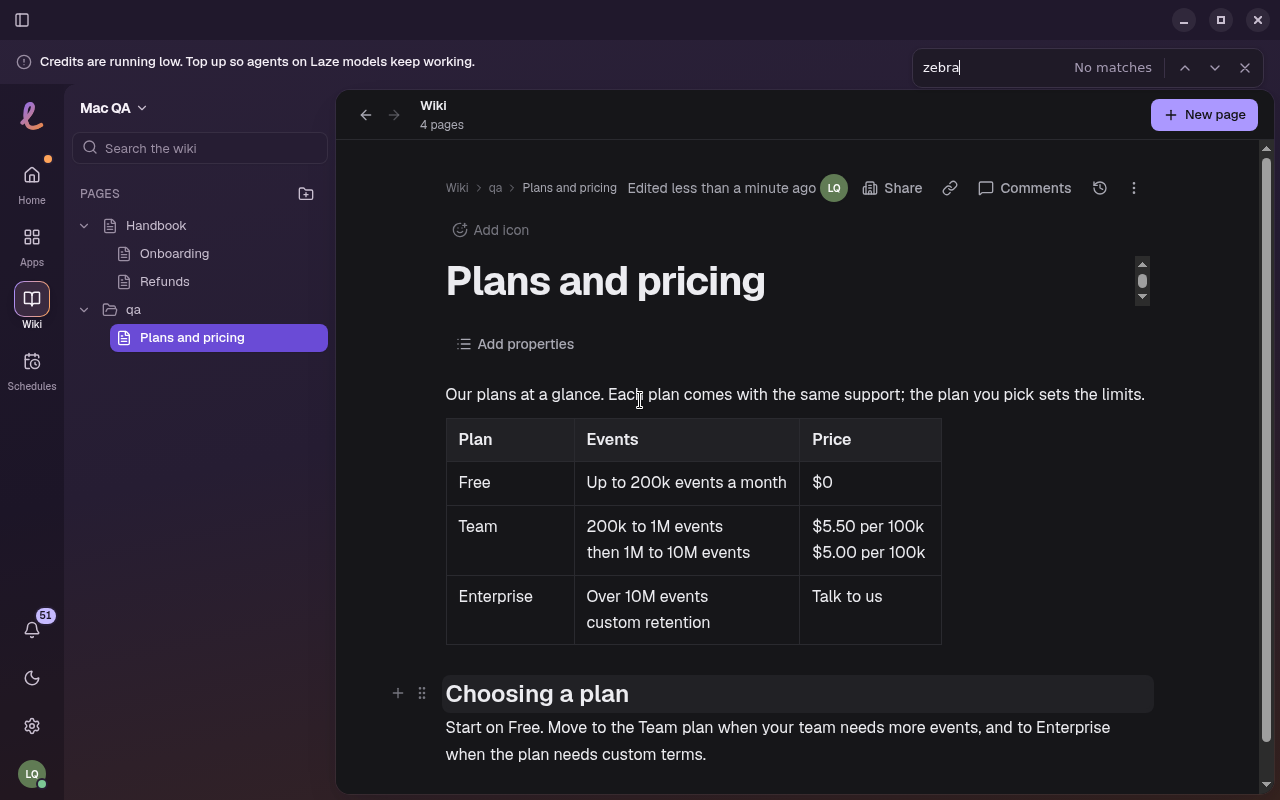 Credits are running low. Top up so agents on Laze models keep working.
zebra
No matches
Mac QA
Wiki
4 pages
New page
Search the wiki
PAGES
Handbook
Onboarding
Refunds
qa
Plans and pricing
Home
Apps
Wiki
Schedules
51
LQ
Wiki > qa > Plans and pricing
Edited less than a minute ago
LQ
Share
Comments
Add icon
Plans and pricing
Add properties
Our plans at a glance. Each plan comes with the same support; the plan you pick sets the limits.
Plan Events Price
Free Up to 200k events a month $0
Team 200k to 1M events $5.50 per 100k
then 1M to 10M events $5.00 per 100k
Enterprise Over 10M events Talk to us
custom retention
Choosing a plan
Start on Free. Move to the Team plan when your team needs more events, and to Enterprise
when the plan needs custom terms.